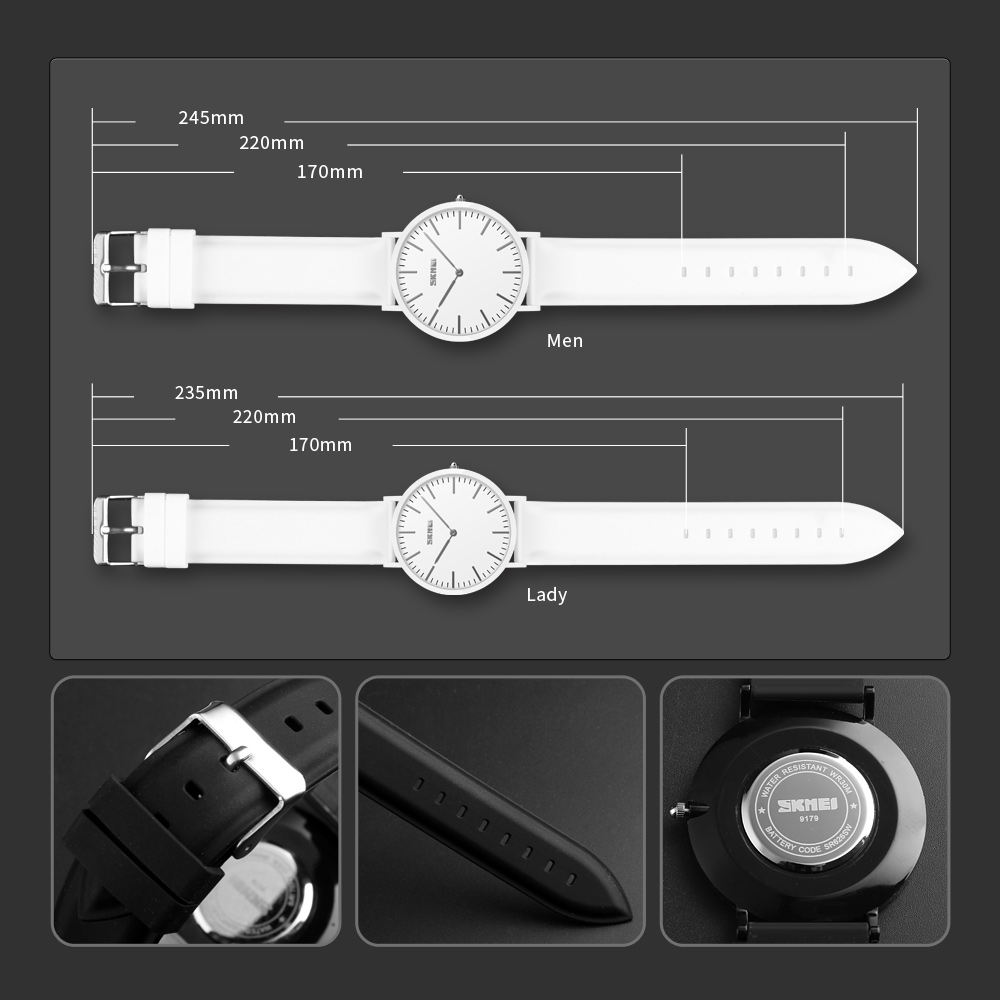 245mm
220mm
170mm
SKMEI
Men
235mm
220mm
170mm
SKMEI
Lady
WATER RESISTANT WR30M
SKMEI
9179
BATTERY CODE SR626SW